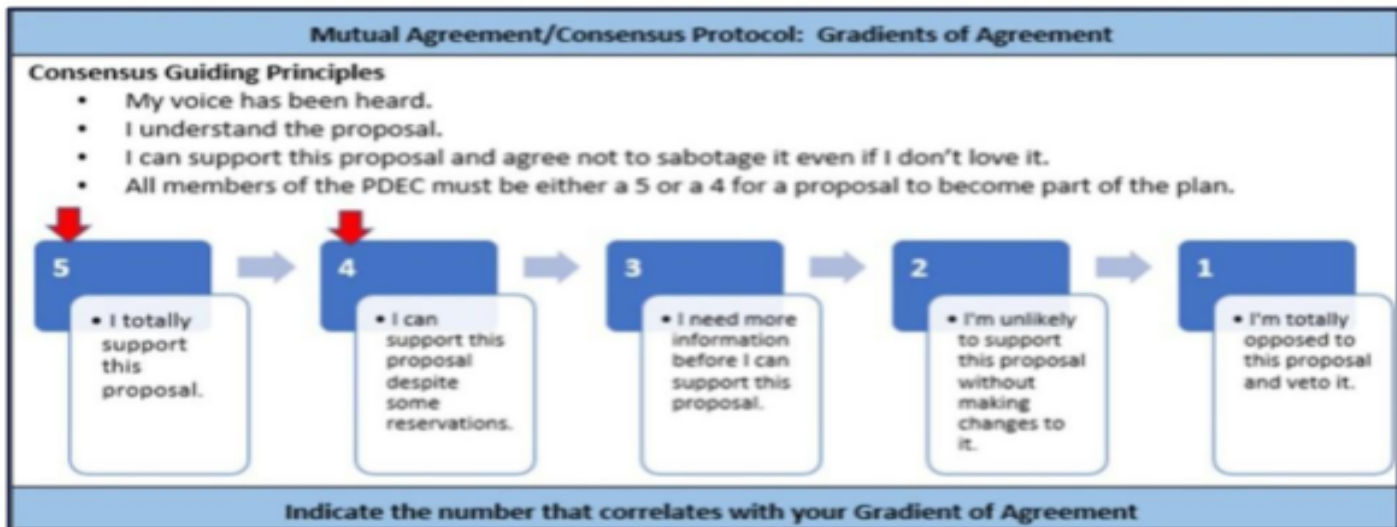 Mutual Agreement/Consensus Protocol: Gradients of Agreement
Consensus Guiding Principles
• My voice has been heard.
• I understand the proposal.
• I can support this proposal and agree not to sabotage it even if I don't love it.
• All members of the PDEC must be either a 5 or a 4 for a proposal to become part of the plan.
5
• I totally
support
this
proposal.
4
• I can
support this
proposal
despite
some
reservations.
3
• I need more
information
before I can
support this
proposal.
2
• I'm unlikely
to support
this proposal
without
making
changes to
it.
1
• I'm totally
opposed to
this proposal
and veto it.
Indicate the number that correlates with your Gradient of Agreement